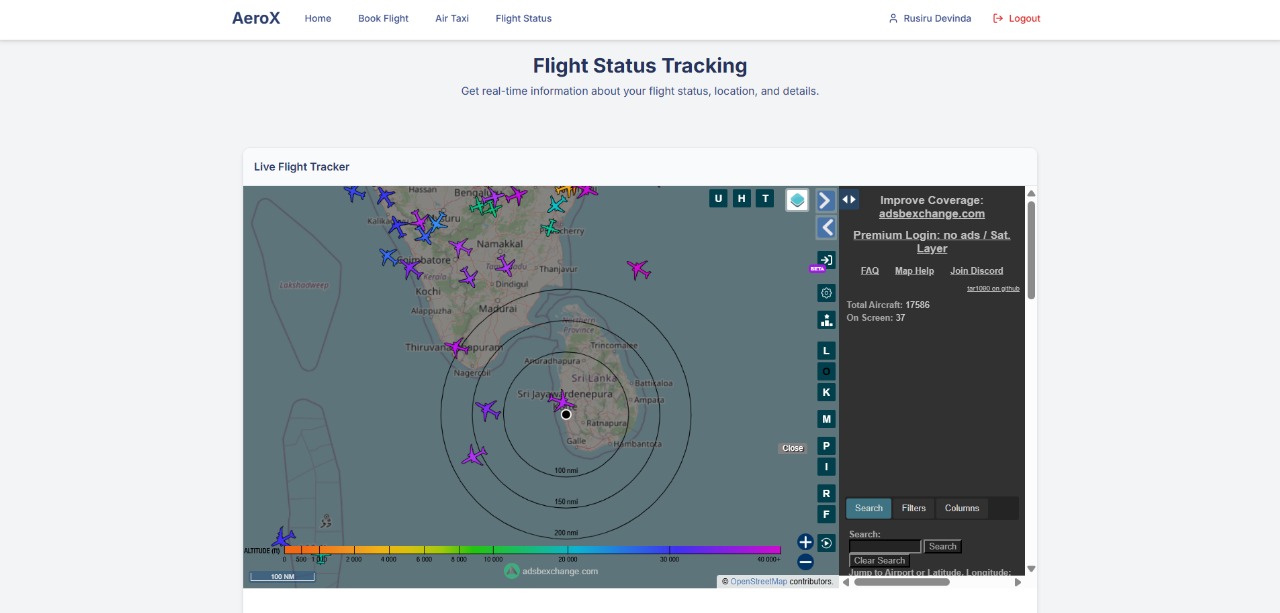 AeroX
Home
Book Flight
Air Taxi
Flight Status
Rusiru Devinda
Logout
Flight Status Tracking
Get real-time information about your flight status, location, and details.
Live Flight Tracker
U H T
Hassan
Namakkal
Coimbatore
Kerala
Thanjavur
Dindigul
Kochi
Alappuzha
Madurai
Lakshadweep
Northern
Province
Nagercoil
Trincomalee
Anuradhapura
Sri Lanka
Batticaloa
Sri Jayawardenepura
Ampara
Ratnapura
Galle
Hambantota
100 nmi
150 nmi
200 nmi
BETA
L
O
K
M
Close
P
I
R
F
ALTITUDE (ft)
0 500 2 000 4 000 6 000 8 000 10 000 20 000 30 000 40 000+
100 NM
adsbexchange.com
© OpenStreetMap contributors.
Improve Coverage:
adsbexchange.com
Premium Login: no ads / Sat.
Layer
FAQ
Map Help
Join Discord
tar1090 on github
Total Aircraft: 17586
On Screen: 37
Search
Filters
Columns
Search:
Search
Clear Search
Jump to Airport or Latitude, Longitude: